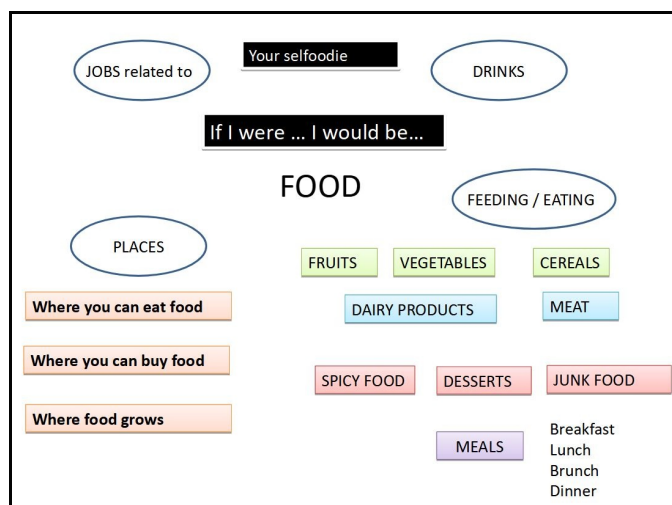 Your selfoodie
JOBS related to
DRINKS
If I were ... I would be...
FOOD
FEEDING / EATING
PLACES
FRUITS
VEGETABLES
CEREALS
Where you can eat food
DAIRY PRODUCTS
MEAT
Where you can buy food
SPICY FOOD
DESSERTS
JUNK FOOD
Where food grows
MEALS
Breakfast
Lunch
Brunch
Dinner